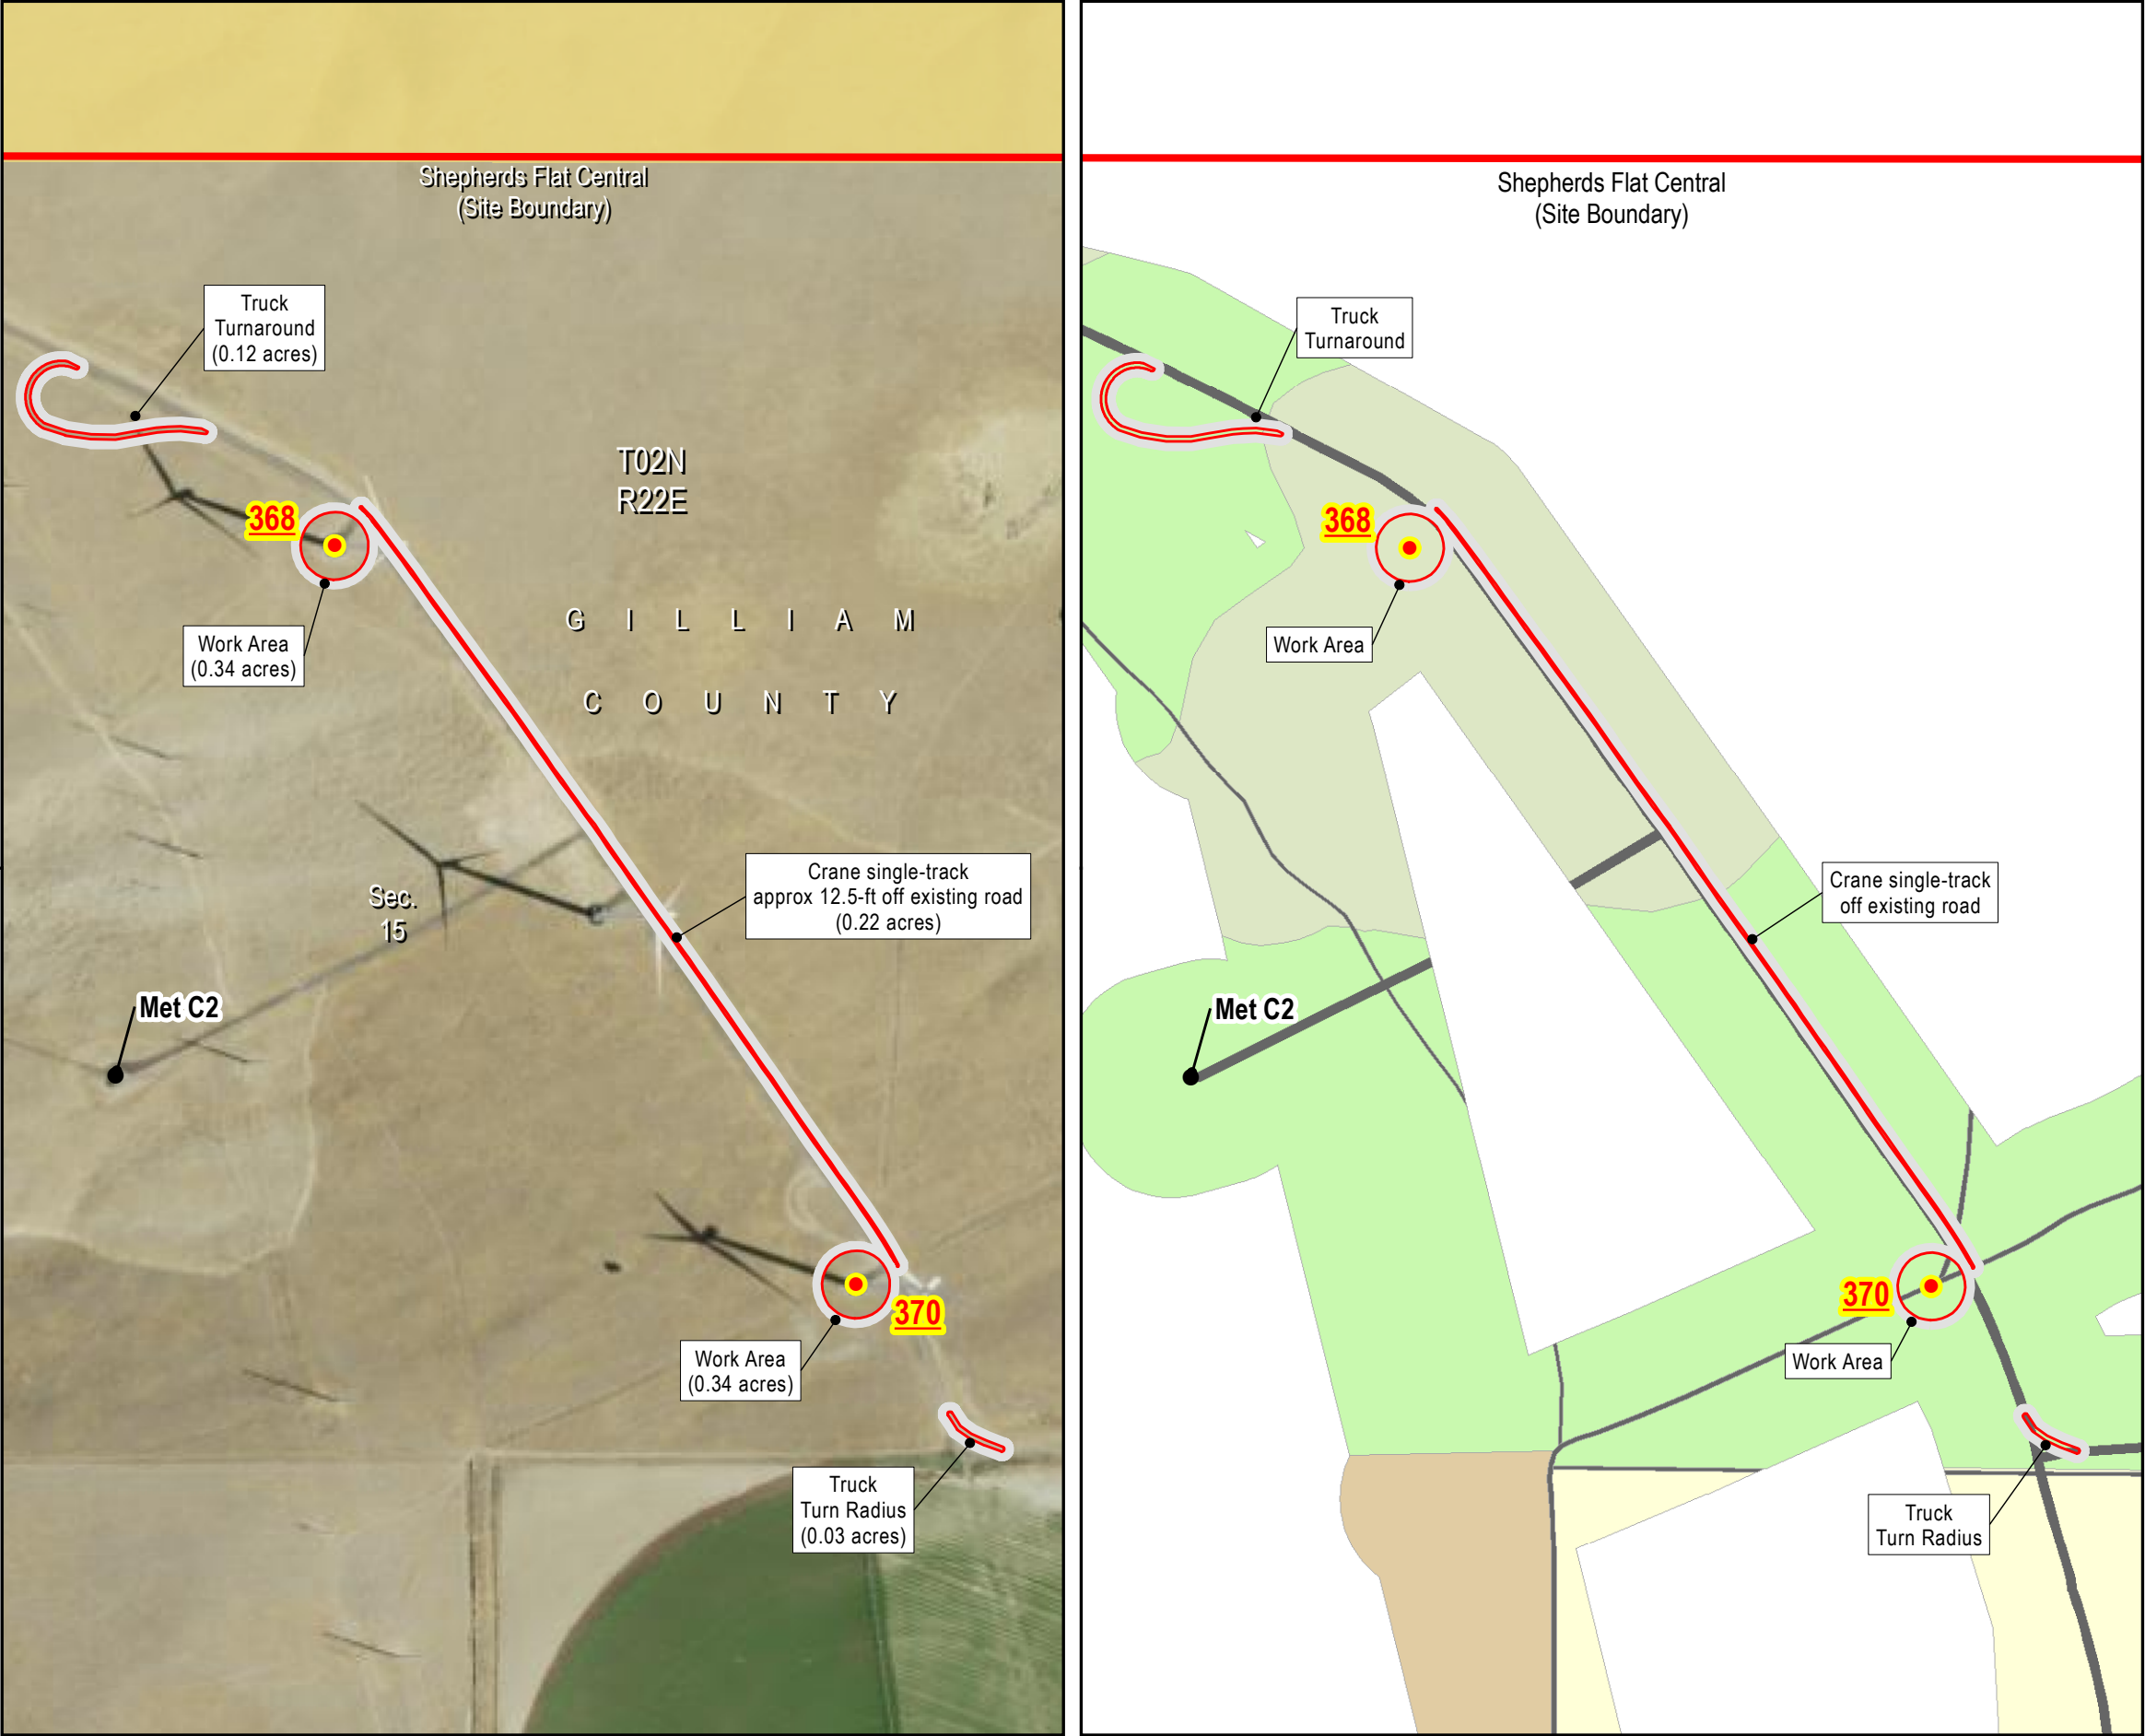 Shepherds Flat Central
(Site Boundary)
Truck
Turnaround
(0.12 acres)
T02N
R22E
368
G I L L I A M
Work Area
(0.34 acres)
C O U N T Y
Crane single-track
approx 12.5-ft off existing road
(0.22 acres)
Sec.
15
Met C2
370
Work Area
(0.34 acres)
Truck
Turn Radius
(0.03 acres)
Shepherds Flat Central
(Site Boundary)
Truck
Turnaround
368
Work Area
Crane single-track
off existing road
Met C2
370
Work Area
Truck
Turn Radius